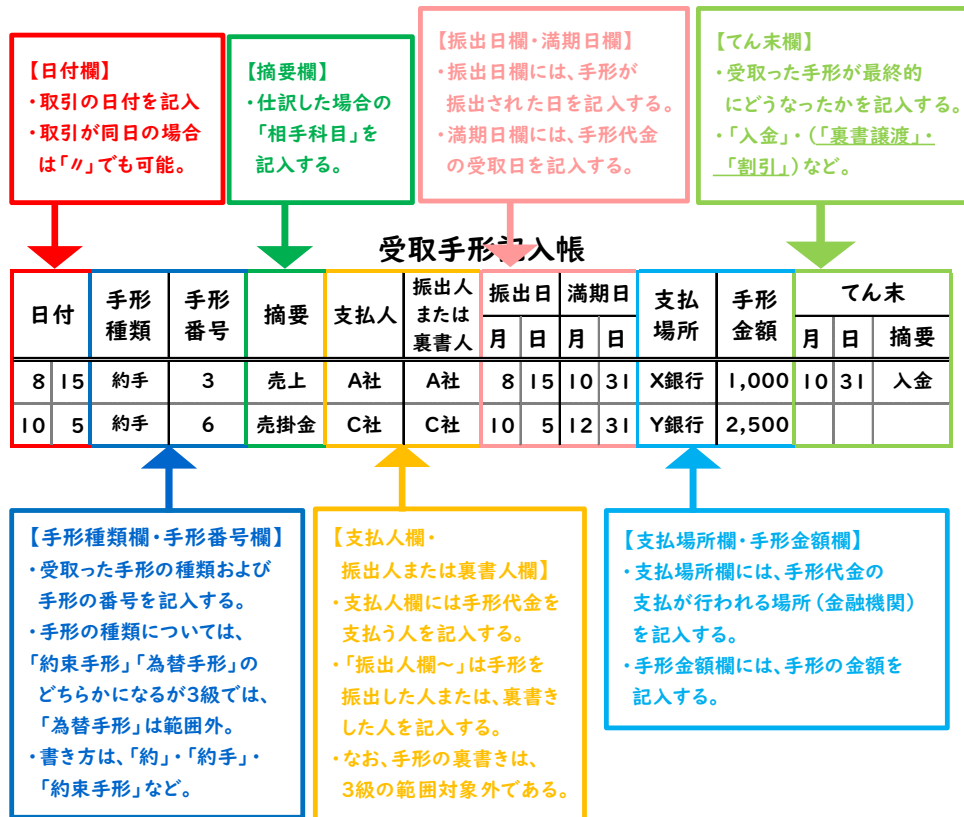 【日付欄】
・取引の日付を記入
・取引が同日の場合
は「〃」でも可能。
【摘要欄】
・仕訳した場合の
「相手科目」を
記入する。
【振出日欄・満期日欄】
・振出日欄には、手形が
振出された日を記入する。
・満期日欄には、手形代金
の受取日を記入する。
【てん末欄】
・受取った手形が最終的
にどうなったかを記入する。
・「入金」・(「裏書譲渡」・
「割引」)など。
受取手形記入帳
日付 手形種類 手形番号 摘要 支払人 振出人または裏書人 振出日 満期日 支払場所 手形金額 てん末
月 日 月 日 月 日 摘要
8 15 約手 3 売上 A社 A社 8 15 10 31 X銀行 1,000 10 31 入金
10 5 約手 6 売掛金 C社 C社 10 5 12 31 Y銀行 2,500
【手形種類欄・手形番号欄】
・受取った手形の種類および
手形の番号を記入する。
・手形の種類については、
「約束手形」「為替手形」の
どちらかになるが3級では、
「為替手形」は範囲外。
・書き方は、「約」・「約手」・
「約束手形」など。
【支払人欄・
振出人または裏書人欄】
・支払人欄には手形代金を
支払う人を記入する。
・「振出人欄~」は手形を
振出した人または、裏書き
した人を記入する。
・なお、手形の裏書きは、
3級の範囲対象外である。
【支払場所欄・手形金額欄】
・支払場所欄には、手形代金の
支払が行われる場所(金融機関)
を記入する。
・手形金額欄には、手形の金額を
記入する。